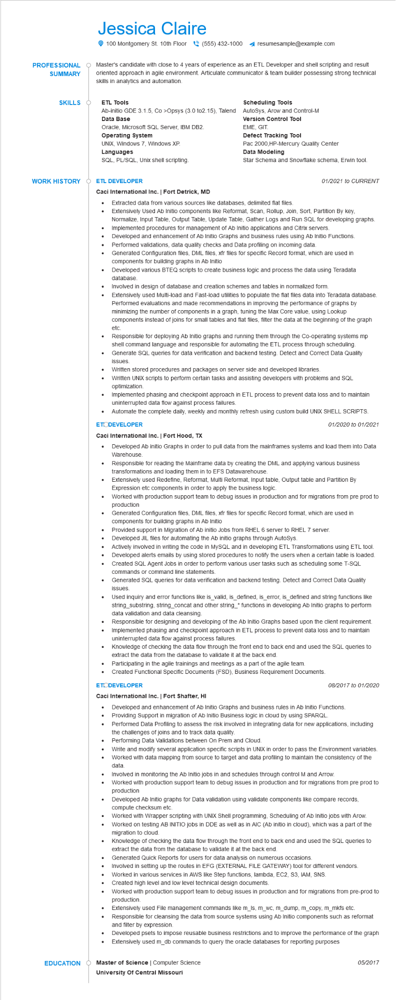 Jessica Claire
100 Montgomery St. 10th Floor (555) 432-1000 resumesample@example.com
PROFESSIONAL SUMMARY
Master's candidate with close to 4 years of experience as an ETL Developer and shell scripting and result
oriented approach in agile environment. Articulate communicator & team builder possessing strong technical
skills in analytics and automation.
SKILLS
ETL Tools
Ab-initio GDE 3.1.5, Co >Opsys (3.0 to2.15), Talend
Data Base
Oracle, Microsoft SQL Server, IBM DB2.
Operating System
UNIX, Windows 7, Windows XP.
Languages
SQL, PL/SQL, Unix shell scripting.
Scheduling Tools
AutoSys, Arow and Control-M
Version Control Tool
EME, GIT.
Defect Tracking Tool
Pac 2000,HP-Mercury Quality Center
Data Modeling
Star Schema and Snowflake schema, Erwin tool.
WORK HISTORY
ETL DEVELOPER 01/2021 to CURRENT
Caci International Inc. | Fort Detrick, MD
• Extracted data from various sources like databases, delimited flat files.
• Extensively Used Ab Initio components like Reformat, Scan, Rollup, Join, Sort, Partition By key,
Normalize, Input Table, Output Table, Update Table, Gather Logs and Run SQL for developing graphs.
• Implemented procedures for management of Ab Initio applications and Citrix servers.
• Developed and enhancement of Ab Initio Graphs and business rules using Ab Initio Functions.
• Performed validations, data quality checks and Data profiling on incoming data.
• Generated Configuration files, DML files, xfr files for specific Record format, which are used in
components for building graphs in Ab Initio
• Developed various BTEQ scripts to create business logic and process the data using Teradata
database.
• Involved in design of database and creation schemes and tables in normalized form.
• Extensively used Multi-load and Fast-load utilities to populate the flat files data into Teradata database.
Performed evaluations and made recommendations in improving the performance of graphs by
minimizing the number of components in a graph, tuning the Max Core value, using Lookup
components instead of joins for small tables and flat files, filter the data at the beginning of the graph
etc.
• Responsible for deploying Ab Initio graphs and running them through the Co-operating systems mp
shell command language and responsible for automating the ETL process through scheduling.
• Generate SQL queries for data verification and backend testing. Detect and Correct Data Quality
issues.
• Written stored procedures and packages on server side and developed libraries.
• Written UNIX scripts to perform certain tasks and assisting developers with problems and SQL
optimization.
• Implemented phasing and checkpoint approach in ETL process to prevent data loss and to maintain
uninterrupted data flow against process failures.
• Automate the complete daily, weekly and monthly refresh using custom build UNIX SHELL SCRIPTS.
ETL DEVELOPER 01/2020 to 01/2021
Caci International Inc. | Fort Hood, TX
• Developed Ab initio Graphs in order to pull data from the mainframes systems and load them into Data
Warehouse.
• Responsible for reading the Mainframe data by creating the DML and applying various business
transformations and loading them in to EFS Datawarehouse.
• Extensively used Redefine, Reformat, Multi Reformat, Input table, Output table and Partition By
Expression etc components in order to apply the business logic.
• Worked with production support team to debug issues in production and for migrations from pre prod to
production
• Generated Configuration files, DML files, xfr files for specific Record format, which are used in
components for building graphs in Ab Initio
• Provided support in Migration of Ab initio Jobs from RHEL 6 server to RHEL 7 server.
• Developed JIL files for automating the Ab initio graphs through AutoSys.
• Actively involved in writing the code in MySQL and in developing ETL Transformations using ETL tool.
• Developed alerts emails by using stored procedures to notify the users when a certain table is loaded.
• Created SQL Agent Jobs in order to perform various user tasks such as scheduling some T-SQL
commands or command line statements.
• Generated SQL queries for data verification and backend testing. Detect and Correct Data Quality
issues.
• Used inquiry and error functions like is_valid, is_defined, is_error, is_defined and string functions like
string_substring, string_concat and other string_* functions in developing Ab Initio graphs to perform
data validation and data cleansing.
• Responsible for designing and developing of the Ab Initio Graphs based upon the client requirement.
• Implemented phasing and checkpoint approach in ETL process to prevent data loss and to maintain
uninterrupted data flow against process failures.
• Knowledge of checking the data flow through the front end to back end and used the SQL queries to
extract the data from the database to validate it at the back end.
• Participating in the agile trainings and meetings as a part of the agile team.
• Created Functional Specific Documents (FSD), Business Requirement Documents.
ETL DEVELOPER 08/2017 to 01/2020
Caci International Inc. | Fort Shafter, HI
• Developed and enhancement of Ab Initio Graphs and business rules in Ab Initio Functions.
• Providing Support in migration of Ab Initio Business logic in cloud by using SPARQL.
• Performed Data Profiling to assess the risk involved in integrating data for new applications, including
the challenges of joins and to track data quality.
• Performing Data Validations between On Prem and Cloud.
• Write and modify several application specific scripts in UNIX in order to pass the Environment variables.
• Worked with data mapping from source to target and data profiling to maintain the consistency of the
data.
• Involved in monitoring the Ab Initio jobs in and schedules through control M and Arrow.
• Worked with production support team to debug issues in production and for migrations from pre prod to
production
• Developed Ab Initio graphs for Data validation using validate components like compare records,
compute checksum etc.
• Worked with Wrapper scripting with UNIX Shell programming, Scheduling of Ab Initio jobs with Arow.
• Worked on testing AB INITIO jobs in DDE as well as in AIC (Ab initio in cloud), which was a part of the
migration to cloud.
• Knowledge of checking the data flow through the front end to back end and used the SQL queries to
extract the data from the database to validate it at the back end.
• Generated Quick Reports for users for data analysis on numerous occasions.
• Involved in setting up the routes in EFG (EXTERNAL FILE GATEWAY) tool for different vendors.
• Worked in various services in AWS like Step functions, lambda, EC2, S3, IAM, SNS.
• Created high level and low level technical design documents.
• Worked with production support team to debug issues in production and for migrations from pre-prod to
production.
• Extensively used File management commands like m_ls, m_wc, m_dump, m_copy, m_mkfs etc.
• Responsible for cleansing the data from source systems using Ab Initio components such as reformat
and filter by expression.
• Developed psets to impose reusable business restrictions and to improve the performance of the graph
• Extensively used m_db commands to query the oracle databases for reporting purposes
EDUCATION
Master of Science | Computer Science 05/2017
University Of Central Missouri